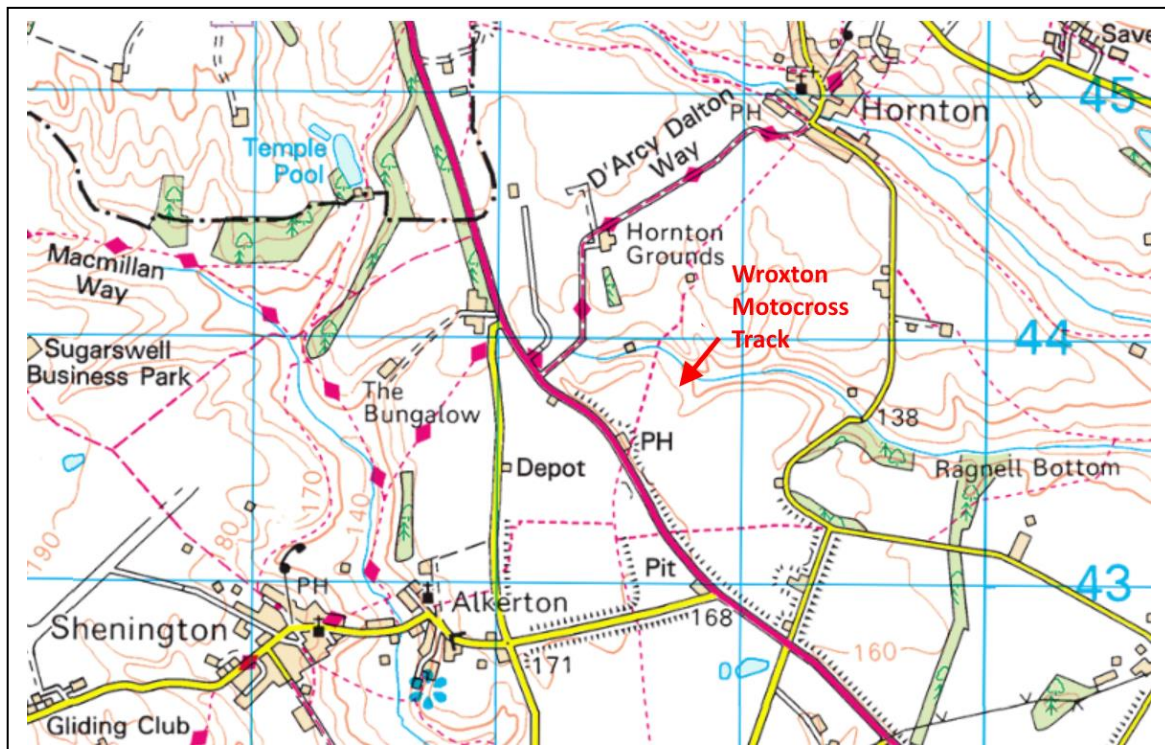 Save
45
PH
Hornton
Temple
Pool
D'Arcy Dalton
Way
Hornton
Grounds
Macmillan
Way
Wroxton
Motocross
Track
44
Sugarswell
Business Park
The
Bungalow
138
PH
Depot
Ragnell Bottom
170
190
80
140
PH
Pit
43
Shenington
Alkerton
168
171
160
Gliding Club